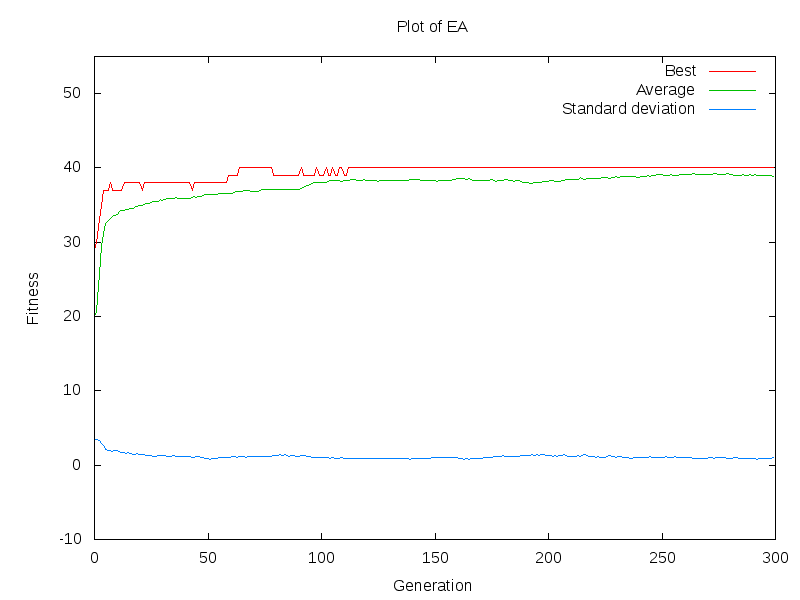 Plot of EA
Best
Average
Standard deviation
50
40
30
20
10
0
-10
Fitness
0 50 100 150 200 250 300
Generation